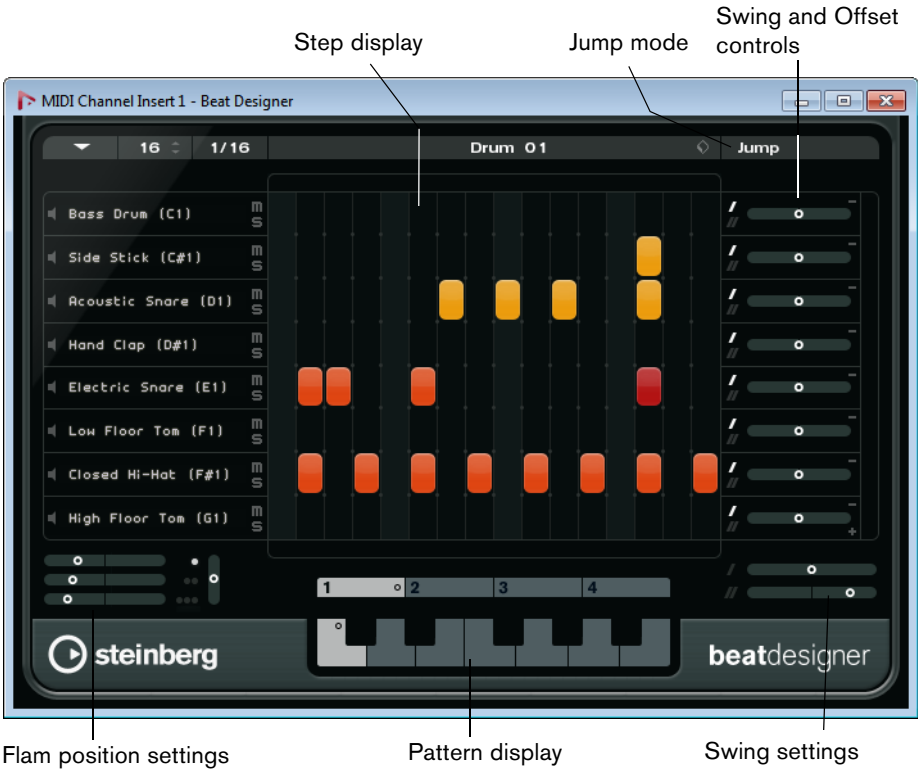 Swing and Offset
controls
Step display
Jump mode
MIDI Channel Insert 1 - Beat Designer
16 1/16 Drum 01 Jump
Bass Drum (C1) m S
Side Stick (C#1) m S
Acoustic Snare (D1) m S
Hand Clap (D#1) m S
Electric Snare (E1) m S
Low Floor Tom (F1) m S
Closed Hi-Hat (F#1) m S
High Floor Tom (G1) m S
1 2 3 4
steinberg
beatdesigner
Flam position settings
Pattern display
Swing settings